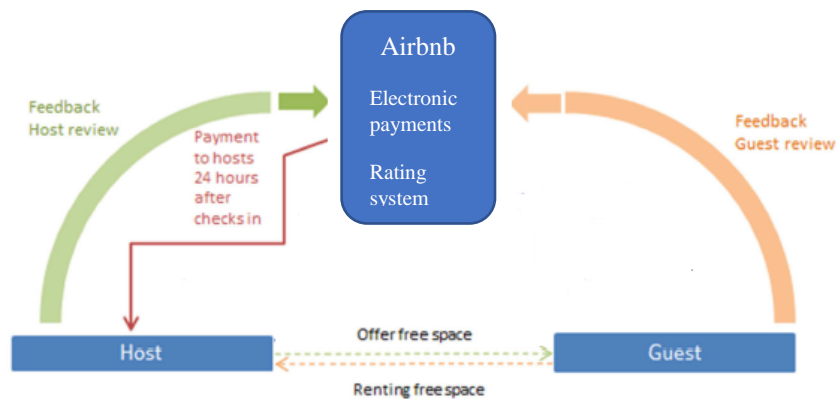 Airbnb
Electronic
payments
Rating
system
Feedback
Host review
Payment
to hosts
24 hours
after
checks in
Feedback
Guest review
Host
Offer free space
Guest
Renting free space